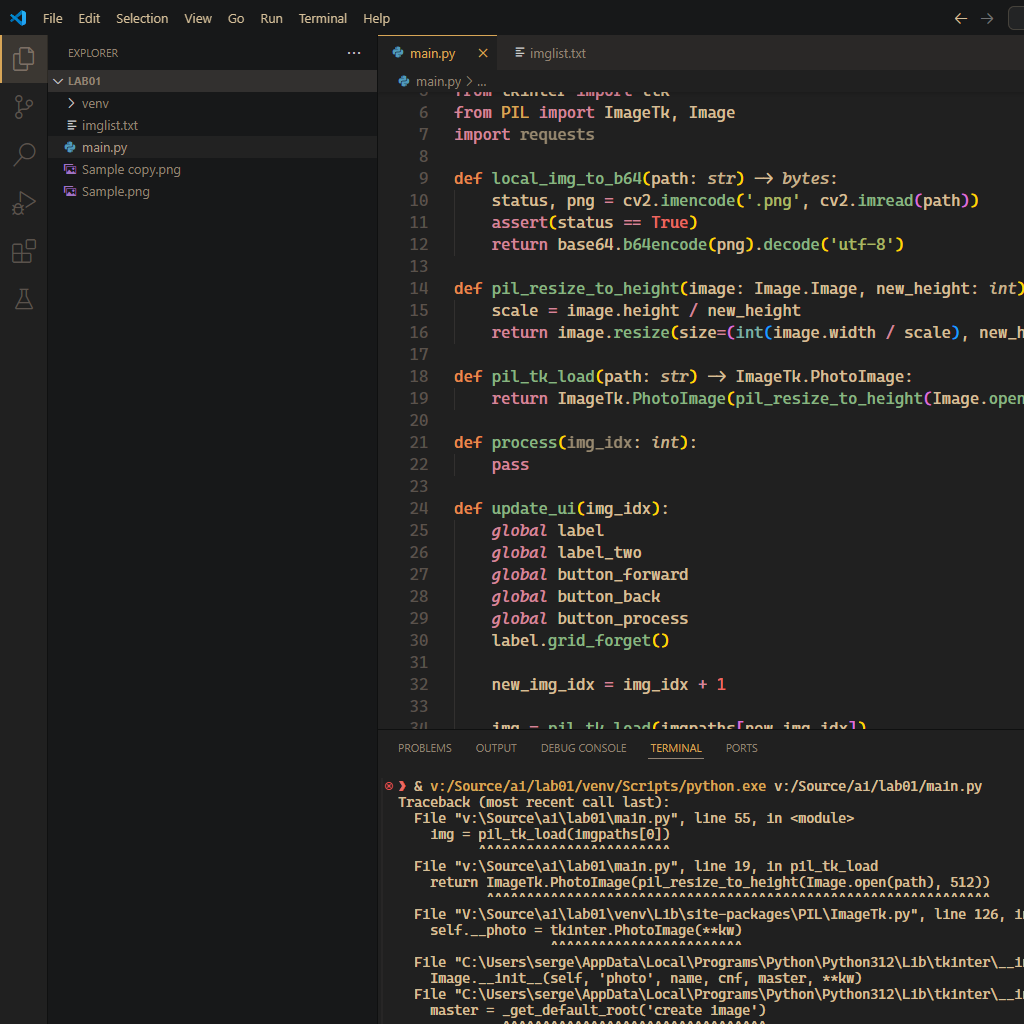 File Edit Selection View Go Run Terminal Help
EXPLORER
LAB01
venv
imglist.txt
main.py
Sample copy.png
Sample.png
main.py imglist.txt
main.py > ...
5 from tkinter import ttk
6 from PIL import ImageTk, Image
7 import requests
8
9 def local_img_to_b64(path: str) -> bytes:
10 status, png = cv2.imencode('.png', cv2.imread(path))
11 assert(status == True)
12 return base64.b64encode(png).decode('utf-8')
13
14 def pil_resize_to_height(image: Image.Image, new_height: int)
15 scale = image.height / new_height
16 return image.resize(size=(int(image.width / scale), new_h
17
18 def pil_tk_load(path: str) -> ImageTk.PhotoImage:
19 return ImageTk.PhotoImage(pil_resize_to_height(Image.open
20
21 def process(img_idx: int):
22 pass
23
24 def update_ui(img_idx):
25 global label
26 global label_two
27 global button_forward
28 global button_back
29 global button_process
30 label.grid_forget()
31
32 new_img_idx = img_idx + 1
33
34 img = pil_tk_load(imgpaths[new_img_idx])
PROBLEMS OUTPUT DEBUG CONSOLE TERMINAL PORTS
❯ & v:/Source/ai/lab01/venv/Scripts/python.exe v:/Source/ai/lab01/main.py
Traceback (most recent call last):
File "v:\Source\ai\lab01\main.py", line 55, in <module>
img = pil_tk_load(imgpaths[0])
^^^^^^^^^^^^^^^^^^^^^^^^
File "v:\Source\ai\lab01\main.py", line 19, in pil_tk_load
return ImageTk.PhotoImage(pil_resize_to_height(Image.open(path), 512))
^^^^^^^^^^^^^^^^^^^^^^^^^^^^^^^^^^^^^^^^^^^^^^^^^^^^^^^^^^^^^^^
File "V:\Source\ai\lab01\venv\Lib\site-packages\PIL\ImageTk.py", line 126, in
self.__photo = tkinter.PhotoImage(**kw)
^^^^^^^^^^^^^^^^^^^^^^^^
File "C:\Users\serge\AppData\Local\Programs\Python\Python312\Lib\tkinter\__in
Image.__init__(self, 'photo', name, cnf, master, **kw)
File "C:\Users\serge\AppData\Local\Programs\Python\Python312\Lib\tkinter\__in
master = _get_default_root('create image')
^^^^^^^^^^^^^^^^^^^^^^^^^^^^^^^^^